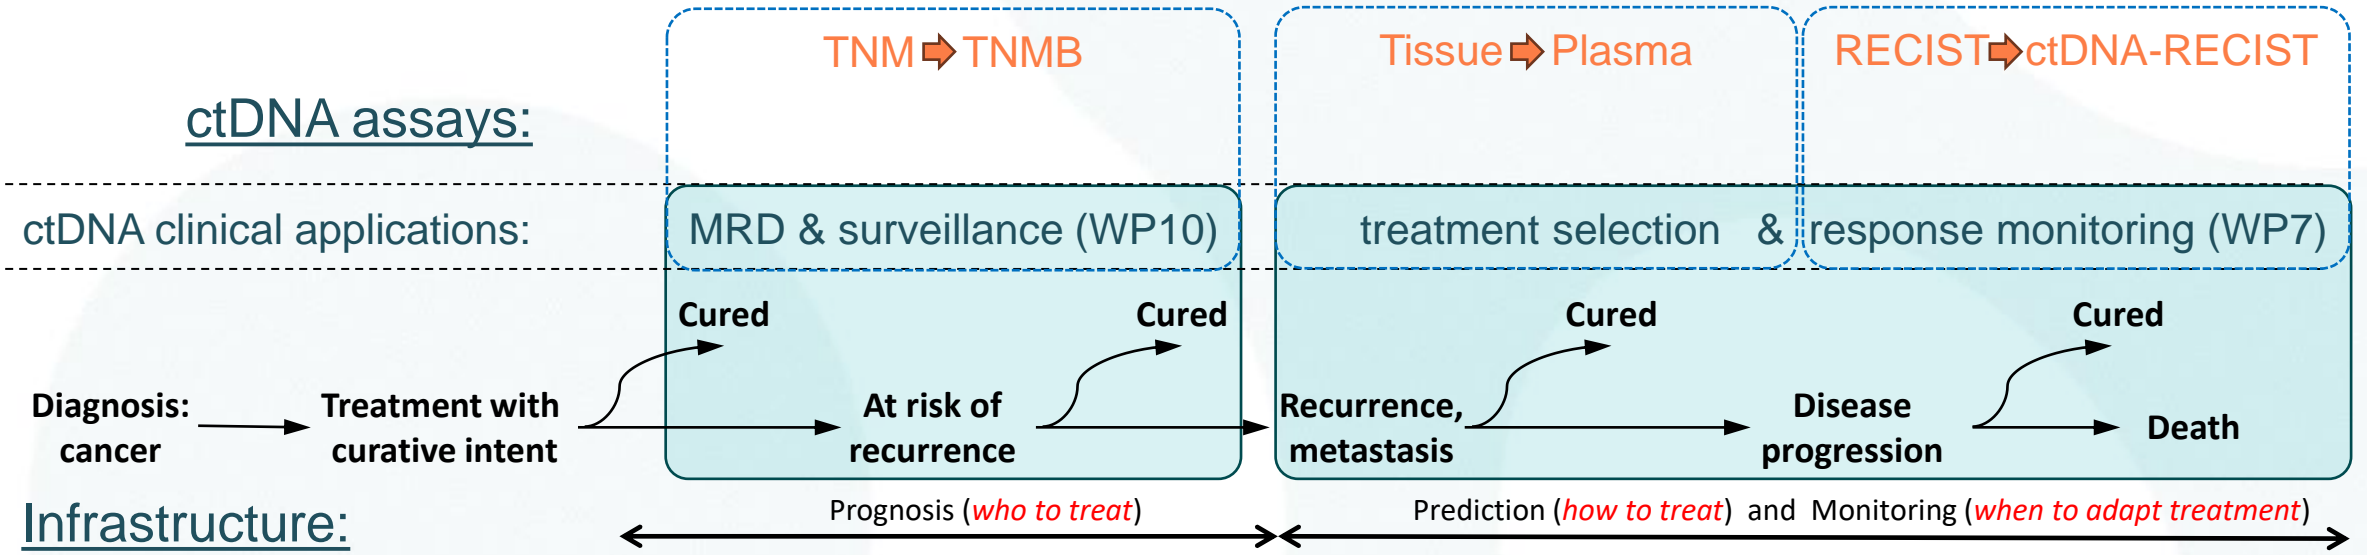 TNM TNMB
Tissue Plasma
RECIST ctDNA-RECIST
ctDNA assays:
ctDNA clinical applications:
MRD & surveillance (WP10)
treatment selection & response monitoring (WP7)
Cured
Cured
Cured
Cured
Diagnosis:
cancer
Treatment with
curative intent
At risk of
recurrence
Recurrence,
metastasis
Disease
progression
Death
Infrastructure:
Prognosis (who to treat)
Prediction (how to treat) and Monitoring (when to adapt treatment)